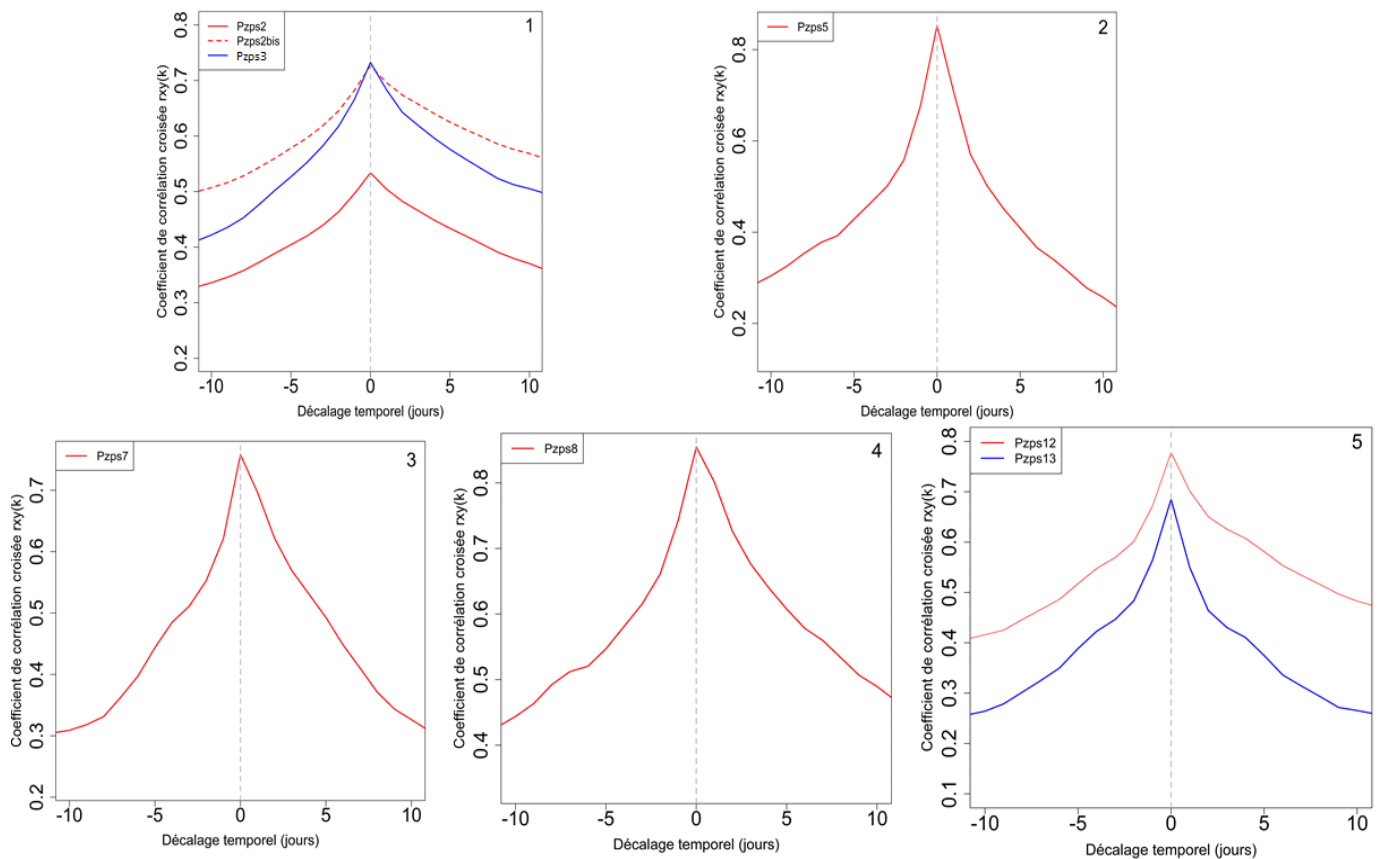 Pzps2
Pzps2bis
Pzps3
1
Coefficient de corrélation croisée rxy(k)
0.8
0.7
0.6
0.5
0.4
0.3
0.2
-10 -5 0 5 10
Décalage temporel (jours)
Pzps5
2
Coefficient de corrélation croisée rxy(k)
0.8
0.6
0.4
0.2
-10 -5 0 5 10
Décalage temporel (jours)
Pzps7
3
Coefficient de corrélation croisée rxy(k)
0.7
0.6
0.5
0.4
0.3
0.2
-10 -5 0 5 10
Décalage temporel (jours)
Pzps8
4
Coefficient de corrélation croisée rxy(k)
0.8
0.7
0.6
0.5
0.4
-10 -5 0 5 10
Décalage temporel (jours)
Pzps12
Pzps13
5
Coefficient de corrélation croisée rxy(k)
0.8
0.7
0.6
0.5
0.4
0.3
0.2
0.1
-10 -5 0 5 10
Décalage temporel (jours)